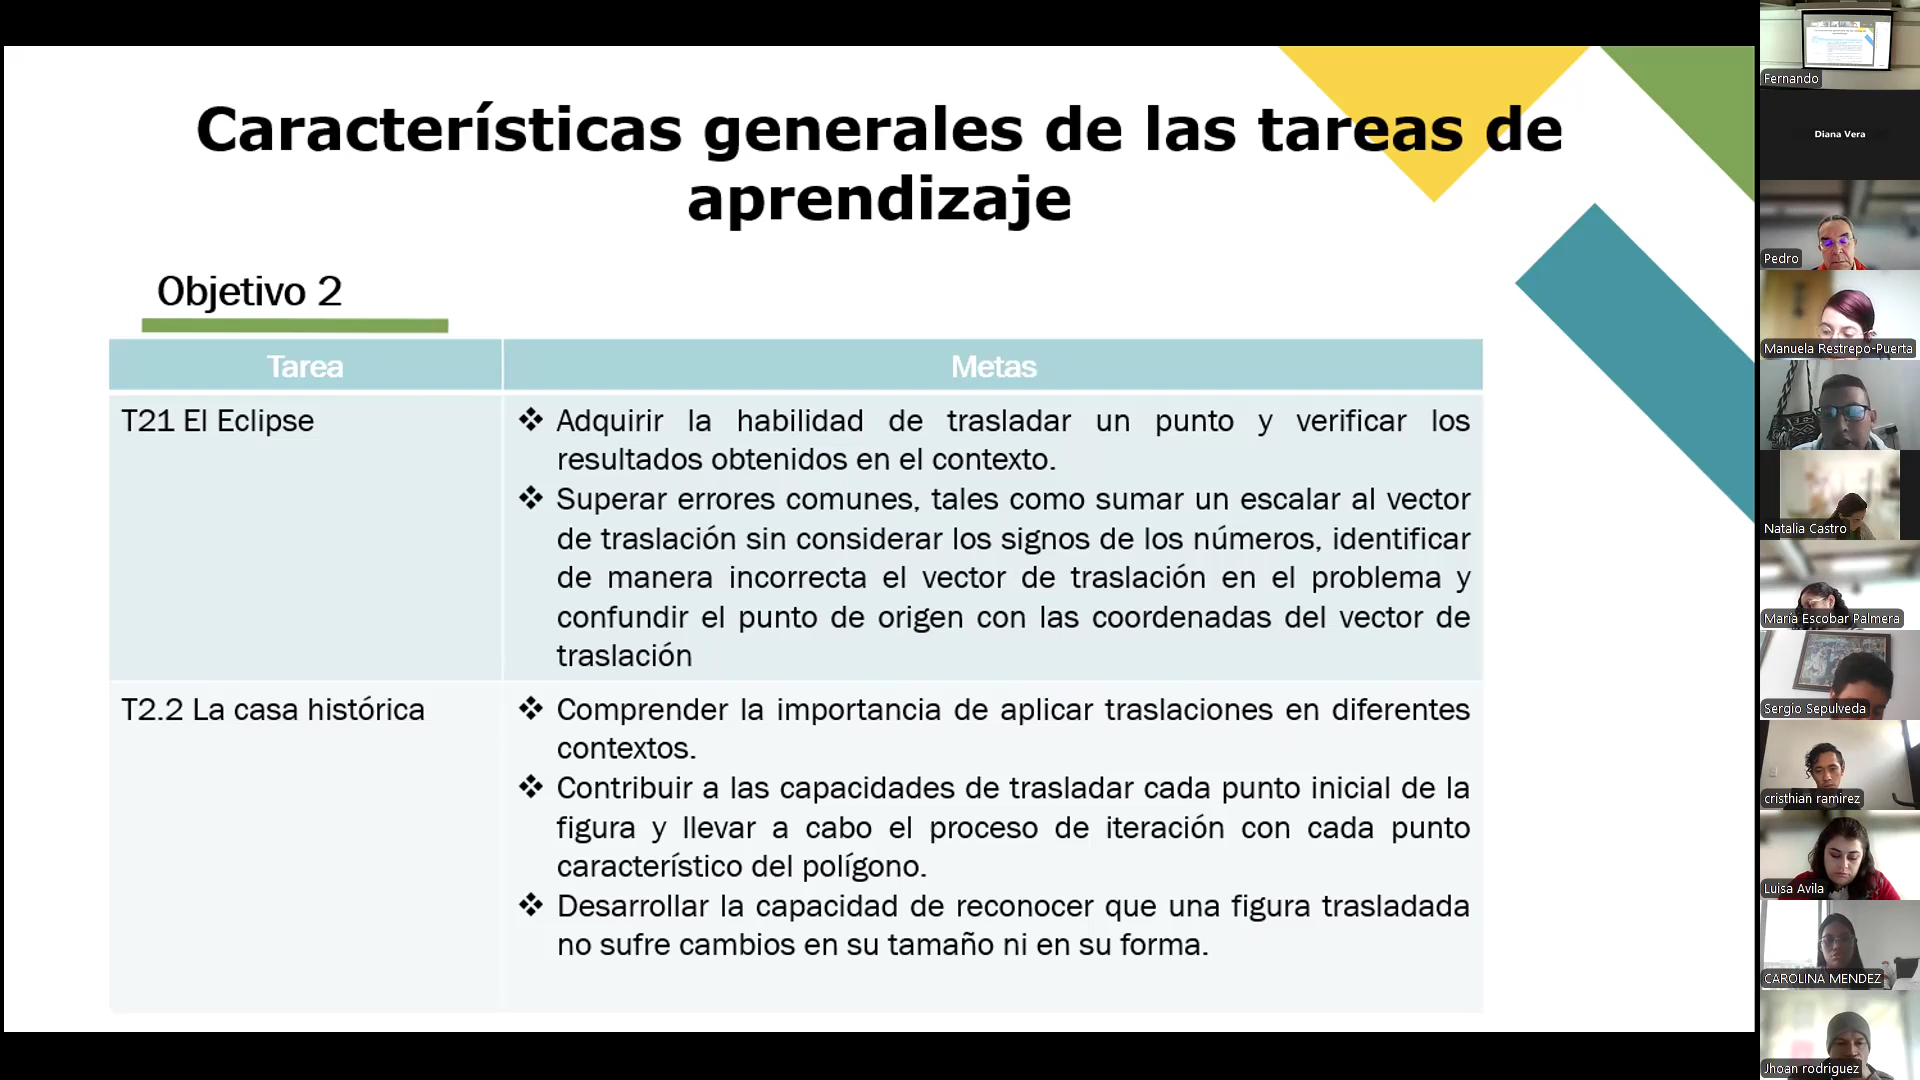 Características generales de las tareas de
aprendizaje
Objetivo 2
Tarea
Metas
T21 El Eclipse
❖ Adquirir la habilidad de trasladar un punto y verificar los
resultados obtenidos en el contexto.
❖ Superar errores comunes, tales como sumar un escalar al vector
de traslación sin considerar los signos de los números, identificar
de manera incorrecta el vector de traslación en el problema y
confundir el punto de origen con las coordenadas del vector de
traslación
T2.2 La casa histórica
❖ Comprender la importancia de aplicar traslaciones en diferentes
contextos.
❖ Contribuir a las capacidades de trasladar cada punto inicial de la
figura y llevar a cabo el proceso de iteración con cada punto
característico del polígono.
❖ Desarrollar la capacidad de reconocer que una figura trasladada
no sufre cambios en su tamaño ni en su forma.
Fernando
Diana Vera
Pedro
Manuela Restrepo-Puerta
Natalia Castro
María Escobar Palmera
Sergio Sepulveda
cristhian ramirez
Luisa Avila
CAROLINA MENDEZ
Jhoan rodriguez